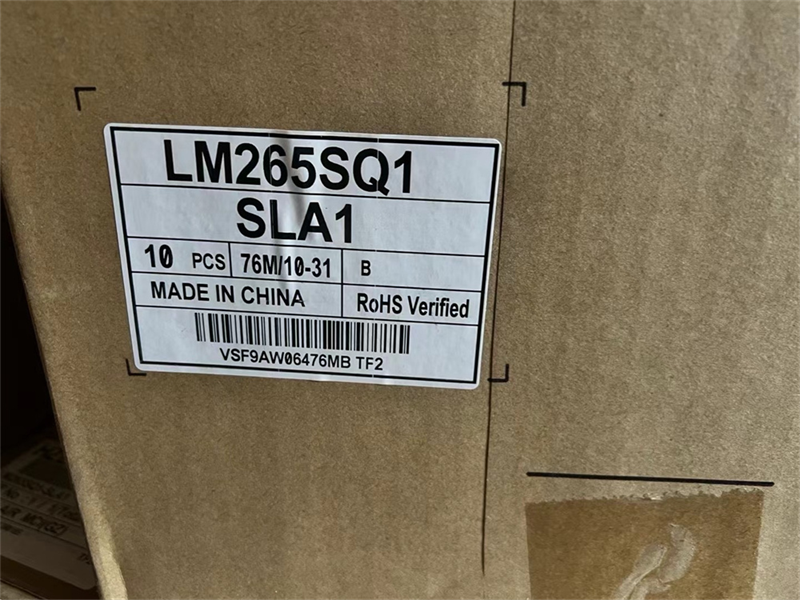 LM265SQ1
SLA1
10 PCS 76M/10-31 B
MADE IN CHINA RoHS Verified
VSF9AW06476MB TF2